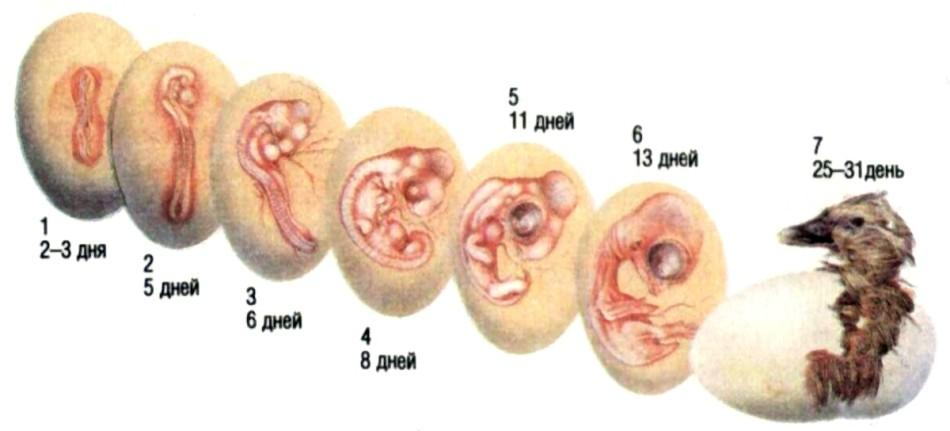 1
2–3 дня
2
5 дней
3
6 дней
4
8 дней
5
11 дней
6
13 дней
7
25–31день